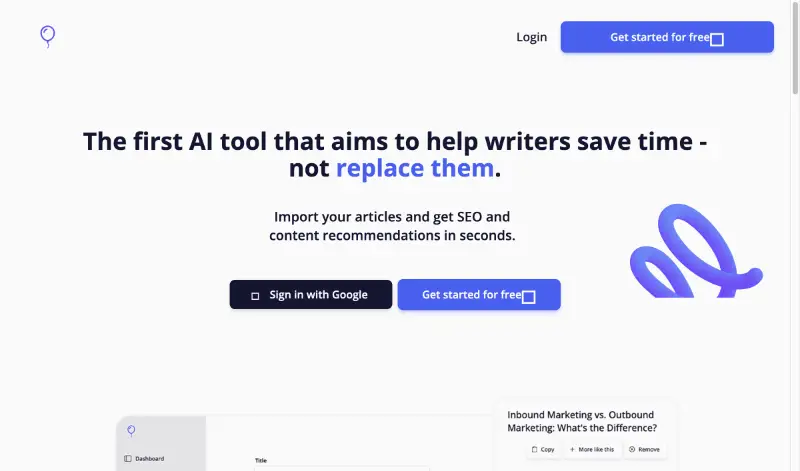 Login
Get started for free
The first AI tool that aims to help writers save time -
not replace them.
Import your articles and get SEO and
content recommendations in seconds.
Sign in with Google
Get started for free
Inbound Marketing vs. Outbound
Marketing: What's the Difference?
Copy
More like this
Remove
Dashboard
Title